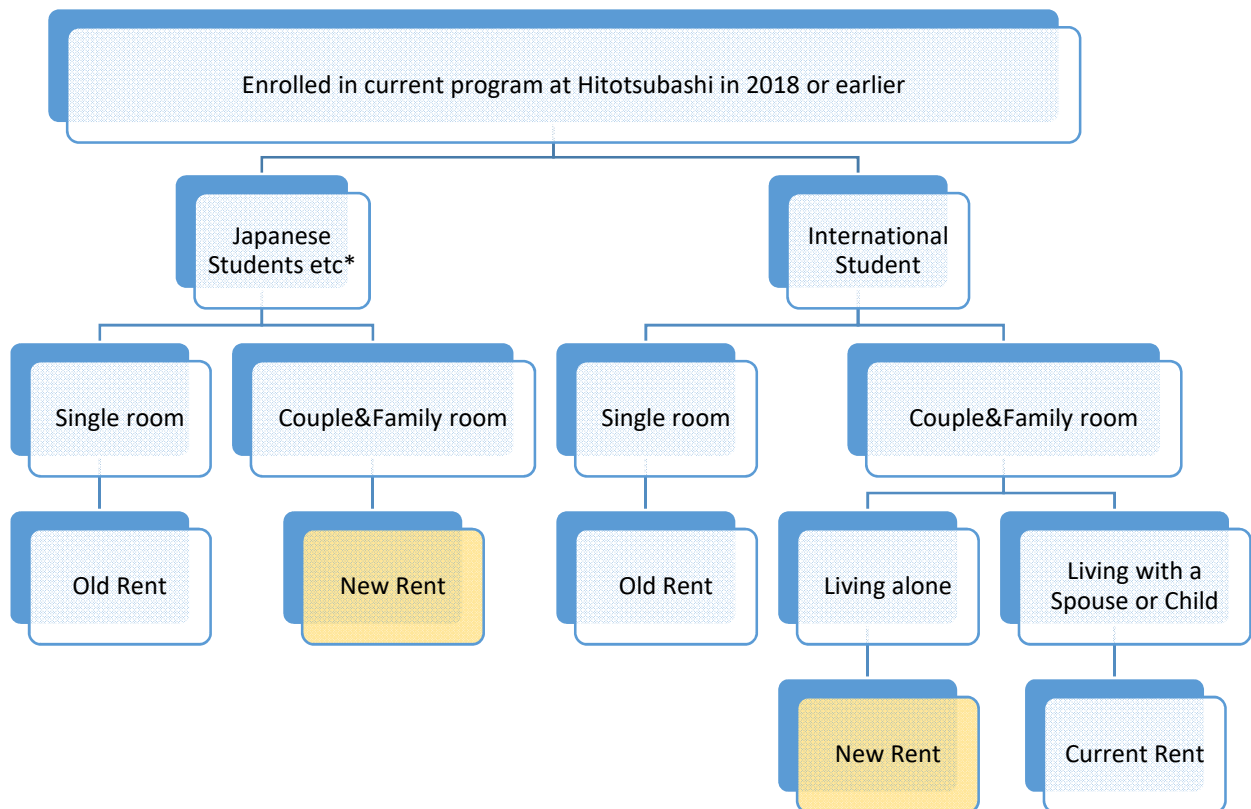 Enrolled in current program at Hitotsubashi in 2018 or earlier
Japanese
Students etc*
International
Student
Single room
Couple&Family room
Single room
Couple&Family room
Old Rent
New Rent
Old Rent
Living alone
Living with a
Spouse or Child
New Rent
Current Rent